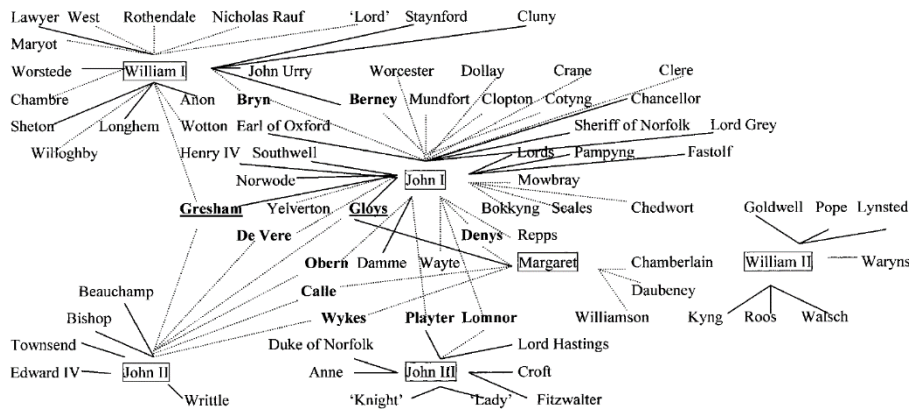 Lawyer West Rothendale Nicholas Rauf 'Lord' Staynford Cluny
Maryot
Worstede William I John Urry Worcester Dollay Crane Clere
Chambre Anon Bryn Berney Mundfort Clopton Cotyng Chancellor
Sheton Longhem Wotton Earl of Oxford Sheriff of Norfolk Lord Grey
Willoghby Henry IV Southwell Lords Pampyng Fastolf
Norwode John I Mowbray
Gresham Yelverton Gloys Bokkyng Scales Chedwort Goldwell Pope Lynsted
De Vere Denys Repps
Obern Damme Wayte Margaret Chamberlain William II Waryns
Beauchamp Calle Daubeney
Bishop Wykes Playter Lomnor Williamson Kyng Roos Walsch
Townsend Duke of Norfolk Lord Hastings
Edward IV John II Anne John III Croft
Writtle 'Knight' 'Lady' Fitzwalter